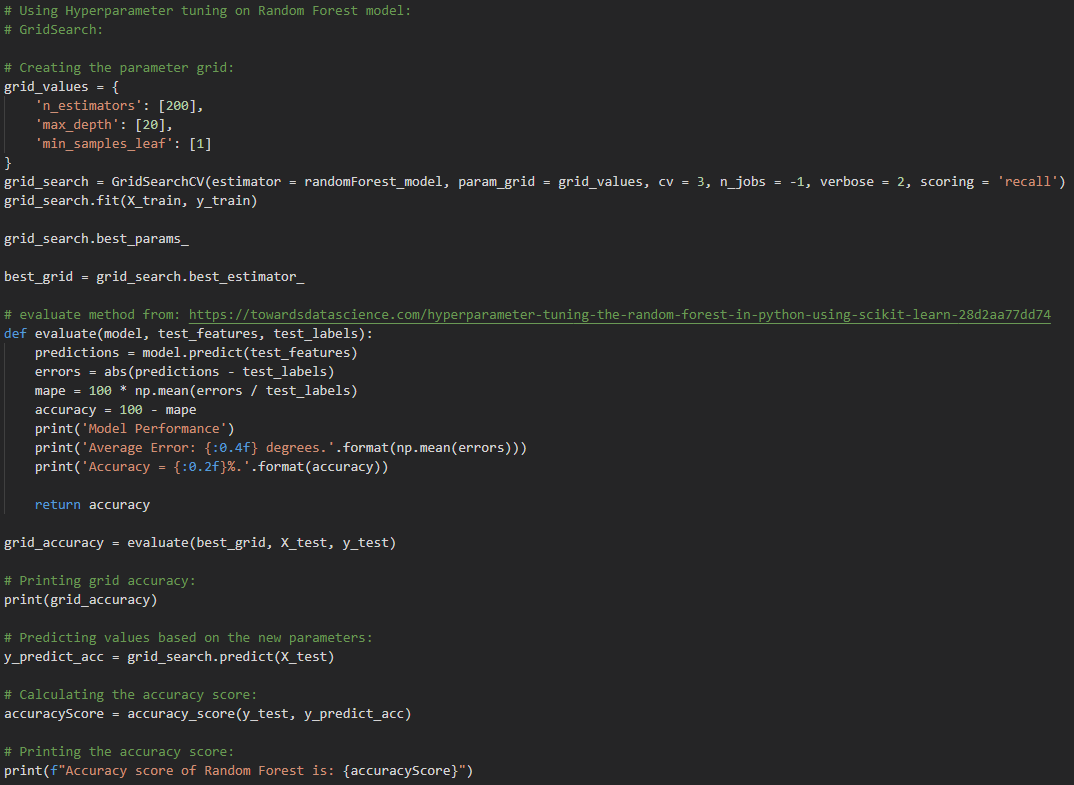 # Using Hyperparameter tuning on Random Forest model:
# GridSearch:
# Creating the parameter grid:
grid_values = {
    'n_estimators': [200],
    'max_depth': [20],
    'min_samples_leaf': [1]
}
grid_search = GridSearchCV(estimator = randomForest_model, param_grid = grid_values, cv = 3, n_jobs = -1, verbose = 2, scoring = 'recall')
grid_search.fit(X_train, y_train)
grid_search.best_params_
best_grid = grid_search.best_estimator_
# evaluate method from: https://towardsdatascience.com/hyperparameter-tuning-the-random-forest-in-python-using-scikit-learn-28d2aa77dd74
def evaluate(model, test_features, test_labels):
    predictions = model.predict(test_features)
    errors = abs(predictions - test_labels)
    mape = 100 * np.mean(errors / test_labels)
    accuracy = 100 - mape
    print('Model Performance')
    print('Average Error: {:0.4f} degrees.'.format(np.mean(errors)))
    print('Accuracy = {:0.2f}%.'.format(accuracy))
    return accuracy
grid_accuracy = evaluate(best_grid, X_test, y_test)
# Printing grid accuracy:
print(grid_accuracy)
# Predicting values based on the new parameters:
y_predict_acc = grid_search.predict(X_test)
# Calculating the accuracy score:
accuracyScore = accuracy_score(y_test, y_predict_acc)
# Printing the accuracy score:
print(f"Accuracy score of Random Forest is: {accuracyScore}")